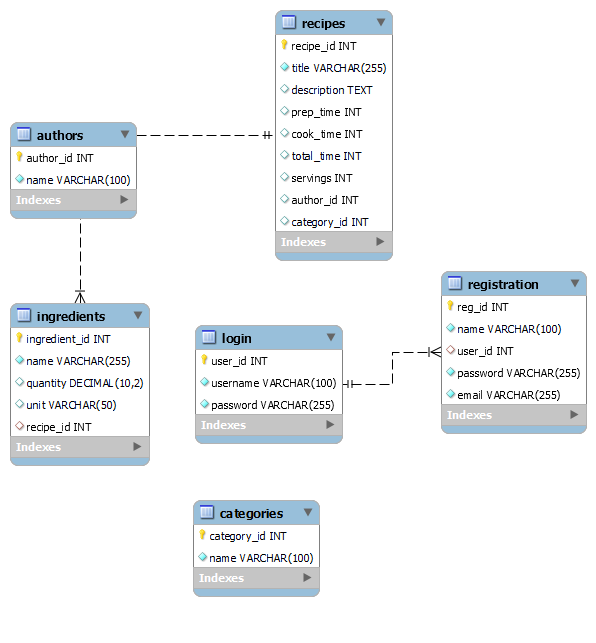 recipes
recipe_id INT
title VARCHAR(255)
description TEXT
prep_time INT
cook_time INT
total_time INT
servings INT
author_id INT
category_id INT
Indexes
authors
author_id INT
name VARCHAR(100)
Indexes
ingredients
ingredient_id INT
name VARCHAR(255)
quantity DECIMAL(10,2)
unit VARCHAR(50)
recipe_id INT
Indexes
login
user_id INT
username VARCHAR(100)
password VARCHAR(255)
Indexes
registration
reg_id INT
name VARCHAR(100)
user_id INT
password VARCHAR(255)
email VARCHAR(255)
Indexes
categories
category_id INT
name VARCHAR(100)
Indexes